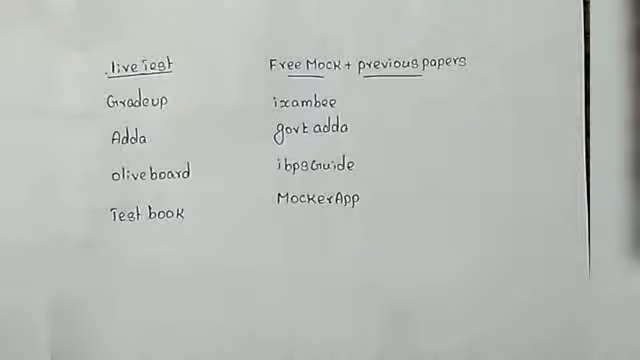 .live Test
Free Mock + previous papers
Gradeup
ixambee
Adda
govt adda
oliveboard
ibpsGuide
Test book
MockerApp